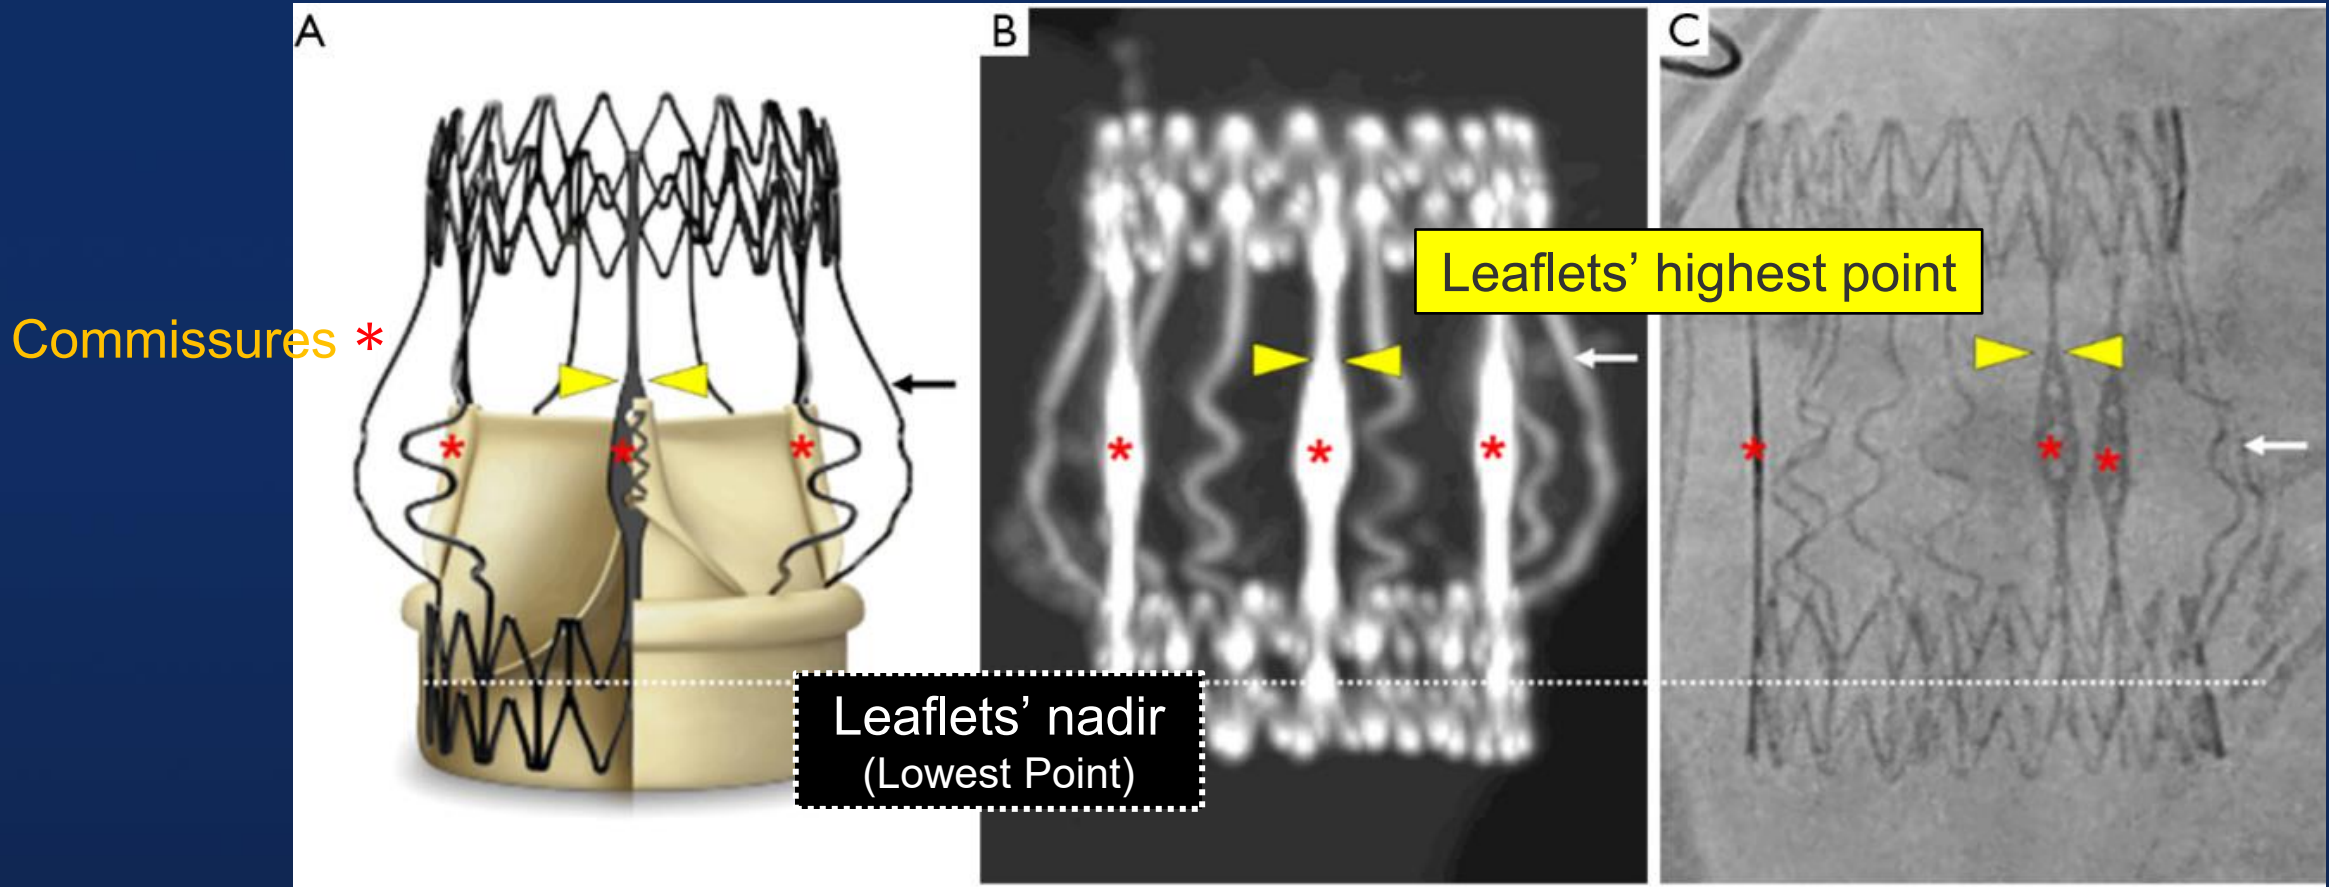 A
B
C
Leaflets’ highest point
Commissures *
Leaflets’ nadir
(Lowest Point)